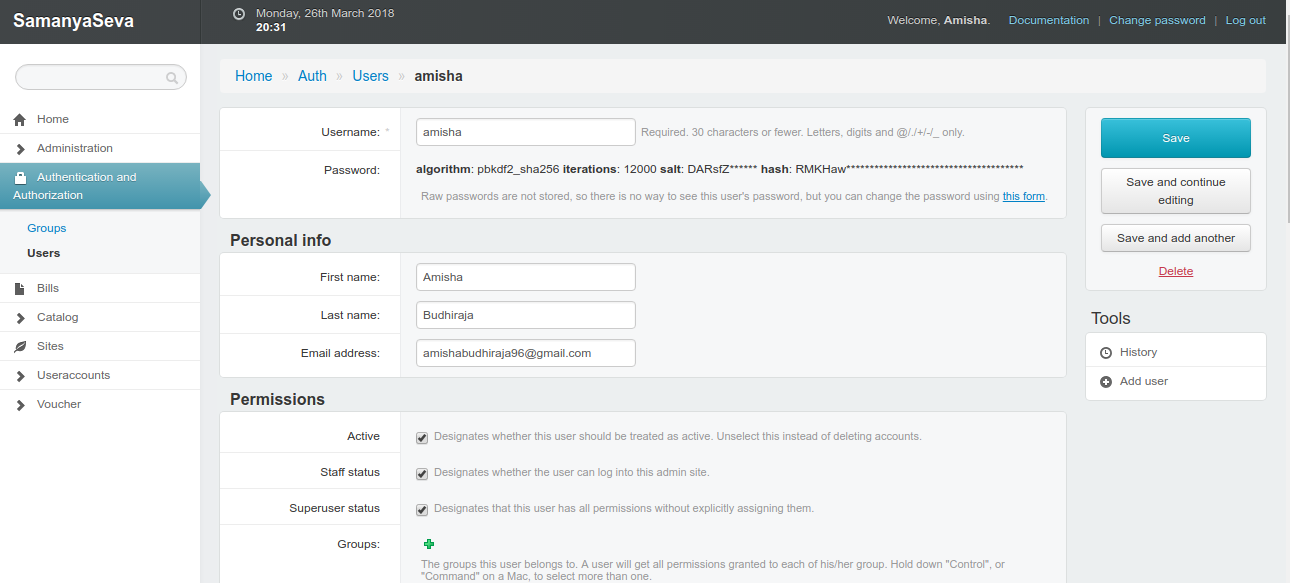 SamanyaSeva
Monday, 26th March 2018
20:31
Welcome, Amisha. Documentation | Change password | Log out
Home
Administration
Authentication and
Authorization
Groups
Users
Bills
Catalog
Sites
Useraccounts
Voucher
Home » Auth » Users » amisha
Username: * amisha Required. 30 characters or fewer. Letters, digits and @/./+/-/_ only.
Password: algorithm: pbkdf2_sha256 iterations: 12000 salt: DARsfZ****** hash: RMKHaw**************************************
Raw passwords are not stored, so there is no way to see this user's password, but you can change the password using this form.
Personal info
First name: Amisha
Last name: Budhiraja
Email address: amishabudhiraja96@gmail.com
Permissions
Active Designates whether this user should be treated as active. Unselect this instead of deleting accounts.
Staff status Designates whether the user can log into this admin site.
Superuser status Designates that this user has all permissions without explicitly assigning them.
Groups:
The groups this user belongs to. A user will get all permissions granted to each of his/her group. Hold down "Control", or
"Command" on a Mac, to select more than one.
Save
Save and continue
editing
Save and add another
Delete
Tools
History
Add user